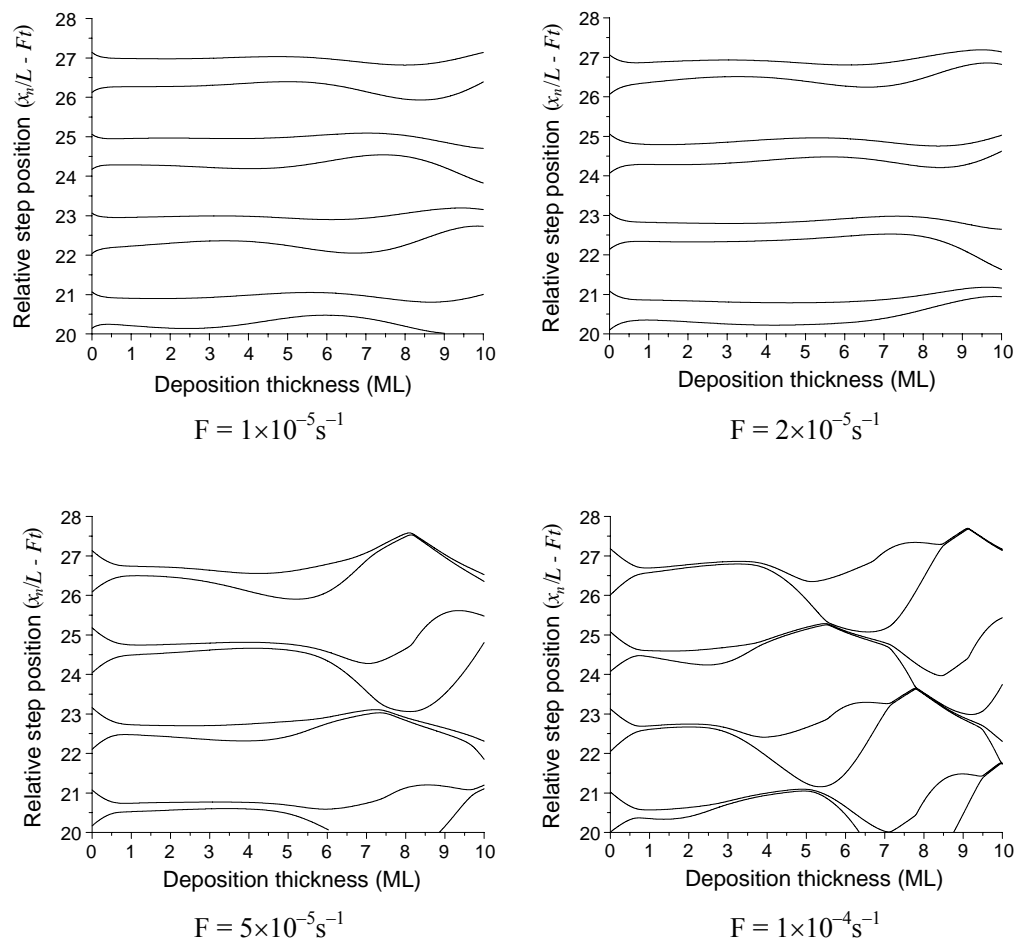 Relative step position (x_n/L - Ft)
28
27
26
25
24
23
22
21
20
0 1 2 3 4 5 6 7 8 9 10
Deposition thickness (ML)
F = 1×10⁻⁵s⁻¹
Relative step position (x_n/L - Ft)
28
27
26
25
24
23
22
21
20
0 1 2 3 4 5 6 7 8 9 10
Deposition thickness (ML)
F = 2×10⁻⁵s⁻¹
Relative step position (x_n/L - Ft)
28
27
26
25
24
23
22
21
20
0 1 2 3 4 5 6 7 8 9 10
Deposition thickness (ML)
F = 5×10⁻⁵s⁻¹
Relative step position (x_n/L - Ft)
28
27
26
25
24
23
22
21
20
0 1 2 3 4 5 6 7 8 9 10
Deposition thickness (ML)
F = 1×10⁻⁴s⁻¹